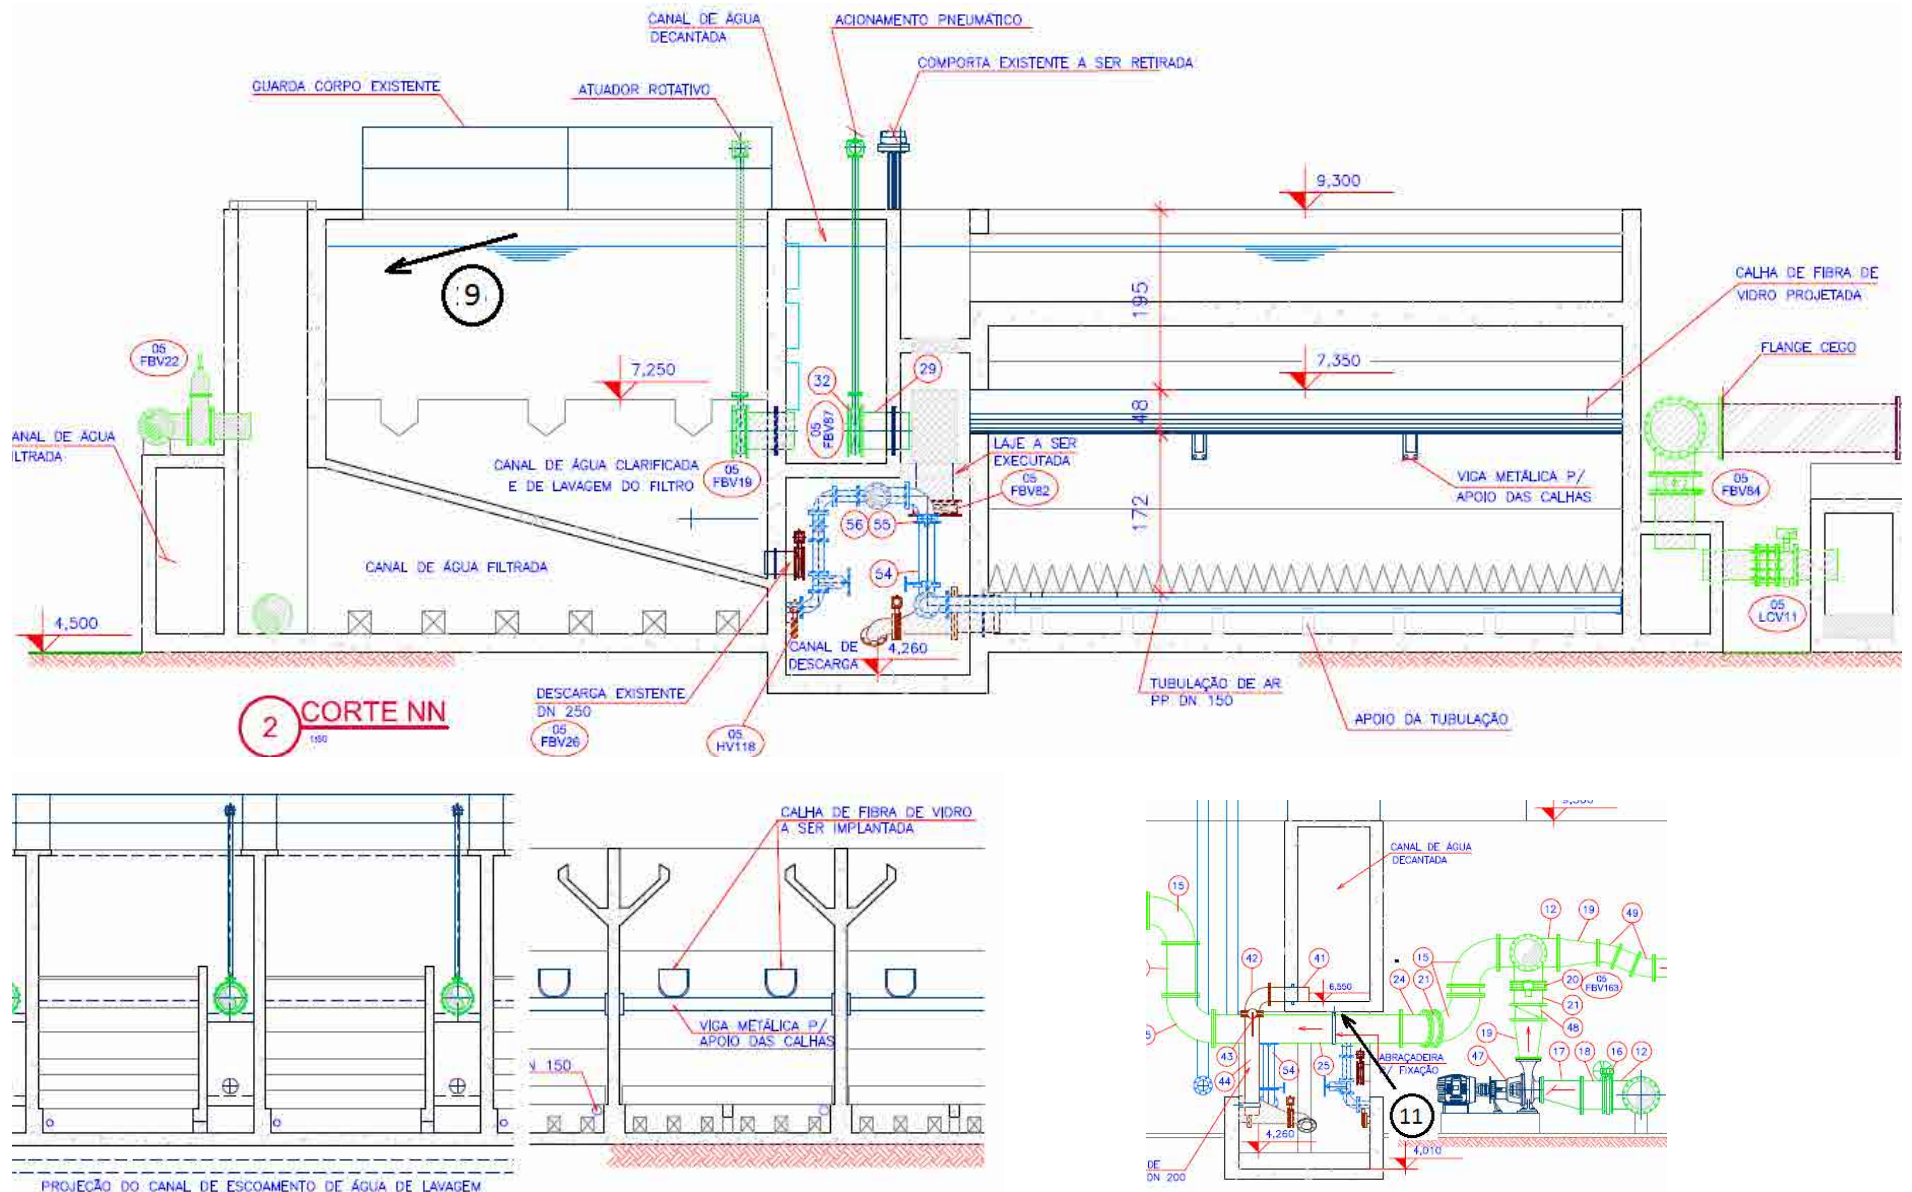 CANAL DE ÁGUA
DECANTADA
ACIONAMENTO PNEUMÁTICO
COMPORTA EXISTENTE A SER RETIRADA
GUARDA CORPO EXISTENTE
ATUADOR ROTATIVO
9,300
9
195
CALHA DE FIBRA DE
VIDRO PROJETADA
05
FBV22
7,250
32
29
7,350
FLANGE CEGO
48
05
FBV87
ANAL DE ÁGUA
ILTRADA
CANAL DE ÁGUA CLARIFICADA
E DE LAVAGEM DO FILTRO
05
FBV19
LAJE A SER
EXECUTADA
05
FBV82
VIGA METÁLICA P/
APOIO DAS CALHAS
05
FBV84
172
56
55
CANAL DE ÁGUA FILTRADA
54
05
LCV11
4,500
CANAL DE
DESCARGA
4,260
DESCARGA EXISTENTE
DN 250
05
FBV26
05
HV118
TUBULAÇÃO DE AR
PP DN 150
APOIO DA TUBULAÇÃO
2
CORTE NN
1:50
PROJEÇÃO DO CANAL DE ESCOAMENTO DE ÁGUA DE LAVAGEM
CALHA DE FIBRA DE VIDRO
A SER IMPLANTADA
VIGA METÁLICA P/
APOIO DAS CALHAS
N 150
9,300
CANAL DE ÁGUA
DECANTADA
15
12
19
49
42
41
6,550
15
24
21
20
05
FBV163
21
48
19
43
44
54
25
ABRAÇADEIRA
P/ FIXAÇÃO
47
17
18
16
12
11
4,260
4,010
DE
DN 200